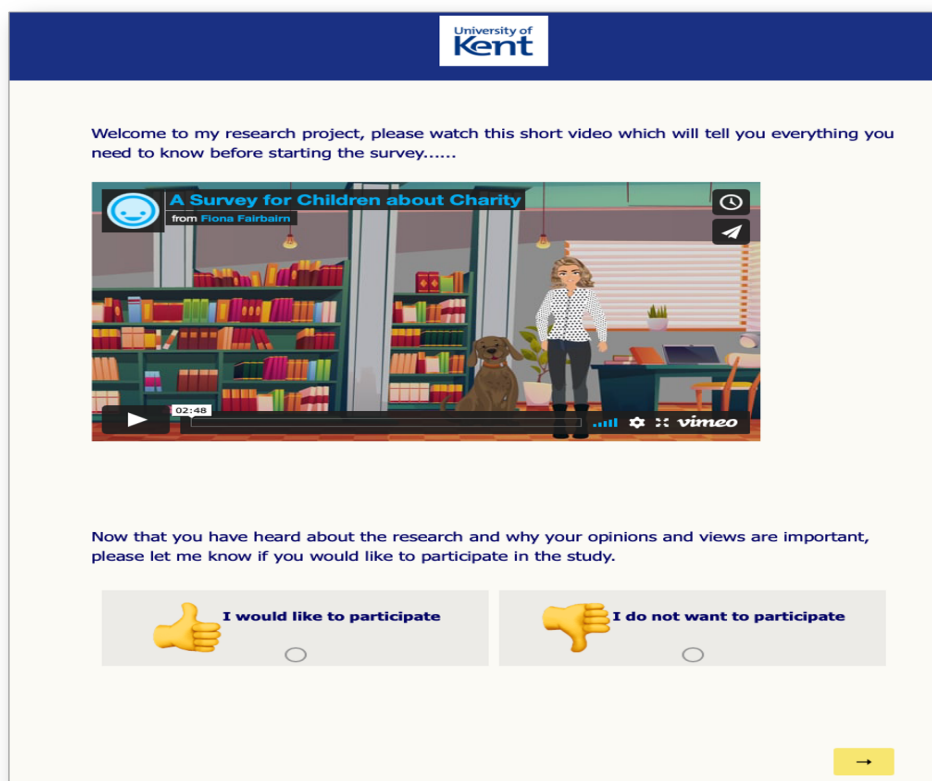 University of
Kent
Welcome to my research project, please watch this short video which will tell you everything you
need to know before starting the survey......
A Survey for Children about Charity
from Fiona Fairbairn
02:48
vimeo
Now that you have heard about the research and why your opinions and views are important,
please let me know if you would like to participate in the study.
I would like to participate
I do not want to participate